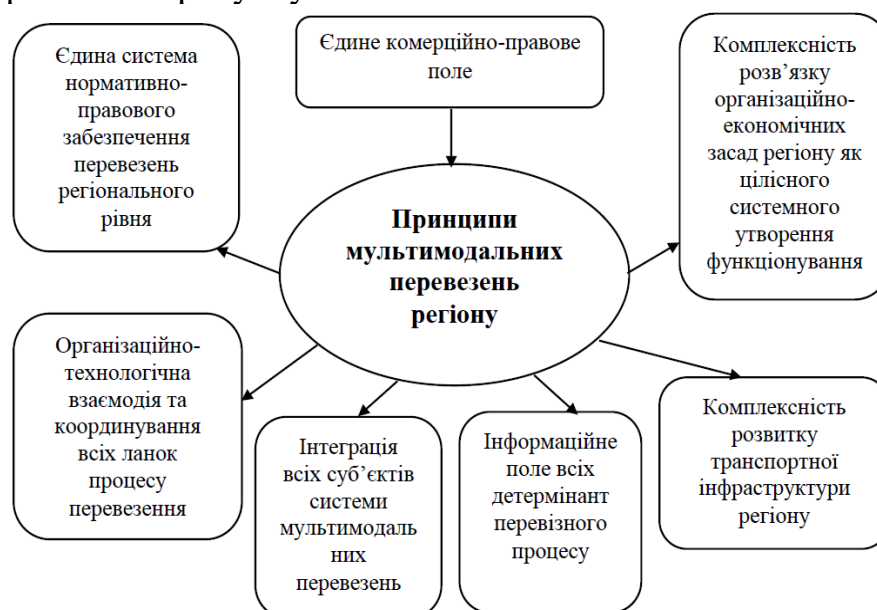 Єдина система
нормативно-
правового
забезпечення
перевезень
регіонального
рівня
Єдине комерційно-правове
поле
Комплексність
розв’язку
організаційно-
економічних
засад регіону як
цілісного
системного
утворення
функціонування
Принципи
мультимодальних
перевезень
регіону
Організаційно-
технологічна
взаємодія та
координування
всіх ланок
процесу
перевезення
Інтеграція
всіх суб’єктів
системи
мультимодаль
них
перевезень
Інформаційне
поле всіх
детермінант
перевізного
процесу
Комплексність
розвитку
транспортної
інфраструктури
регіону